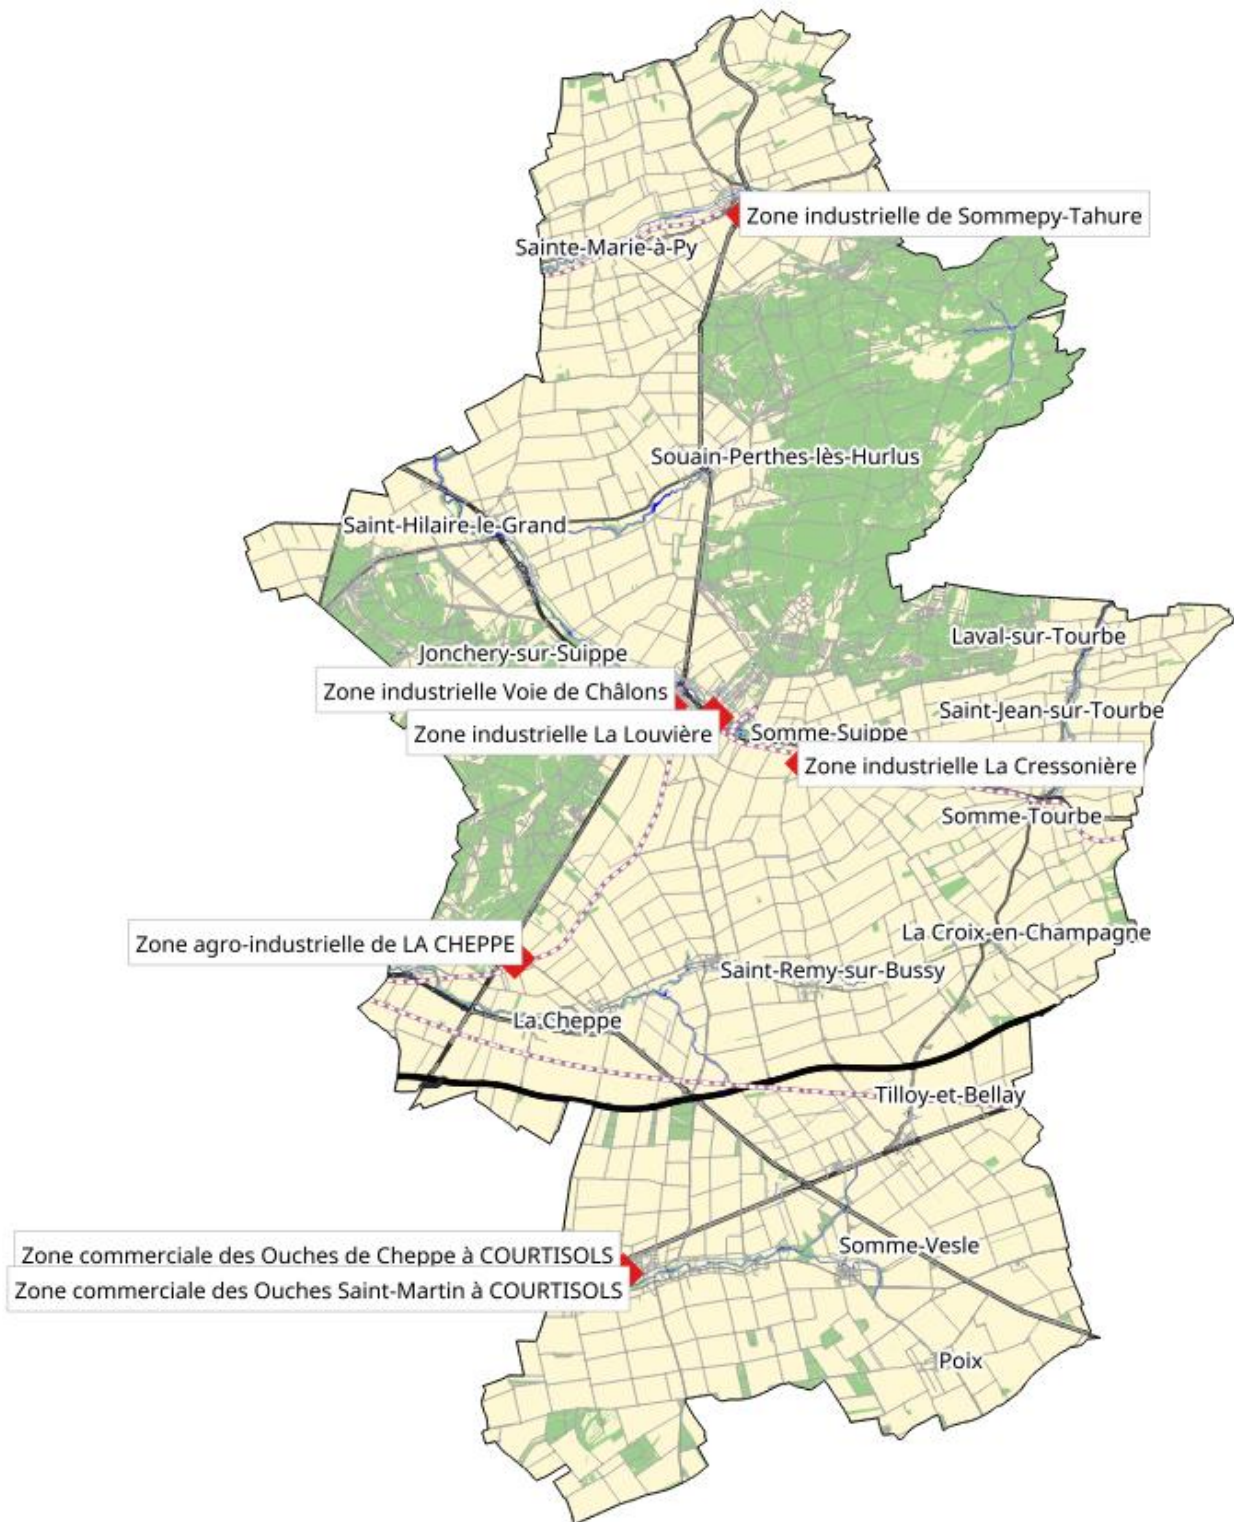 Zone industrielle de Sommepy-Tahure
Sainte-Marie-à-Py
Souain-Perthes-lès-Hurlus
Saint-Hilaire-le-Grand
Laval-sur-Tourbe
Jonchery-sur-Suippe
Zone industrielle Voie de Châlons
Saint-Jean-sur-Tourbe
Zone industrielle La Louvière
Somme-Suippe
Zone industrielle La Cressonière
Somme-Tourbe
La Croix-en-Champagne
Zone agro-industrielle de LA CHEPPE
Saint-Remy-sur-Bussy
La Cheppe
Tilloy-et-Bellay
Somme-Vesle
Zone commerciale des Ouches de Cheppe à COURTISOLS
Zone commerciale des Ouches Saint-Martin à COURTISOLS
Poix